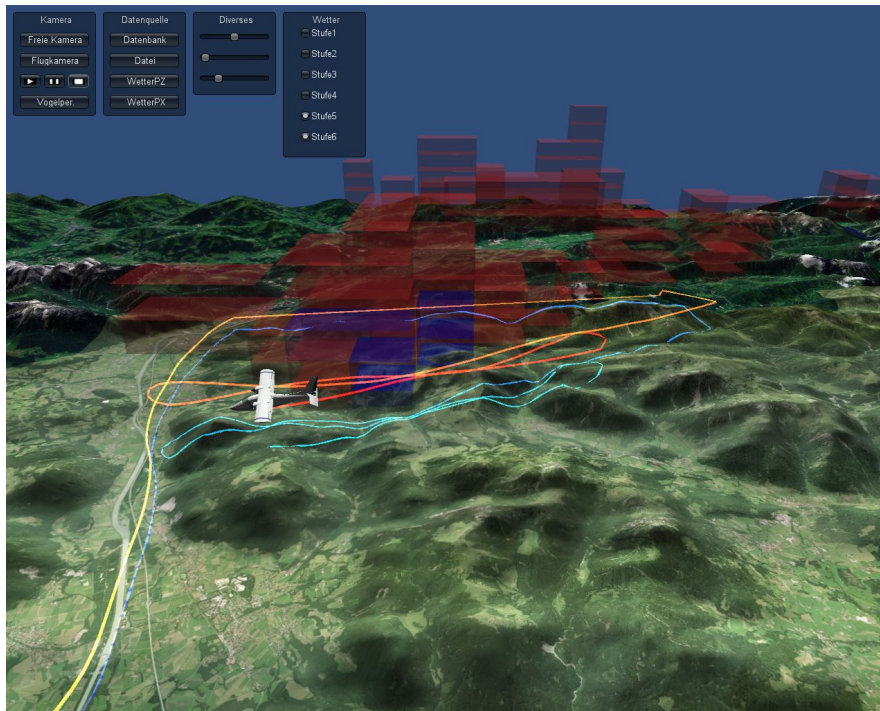 Kamera
Freie Kamera
Flugkamera
Vogelper.
Datenquelle
Datenbank
Datei
WetterPZ
WetterPX
Diverses
Wetter
Stufe1
Stufe2
Stufe3
Stufe4
Stufe5
Stufe6